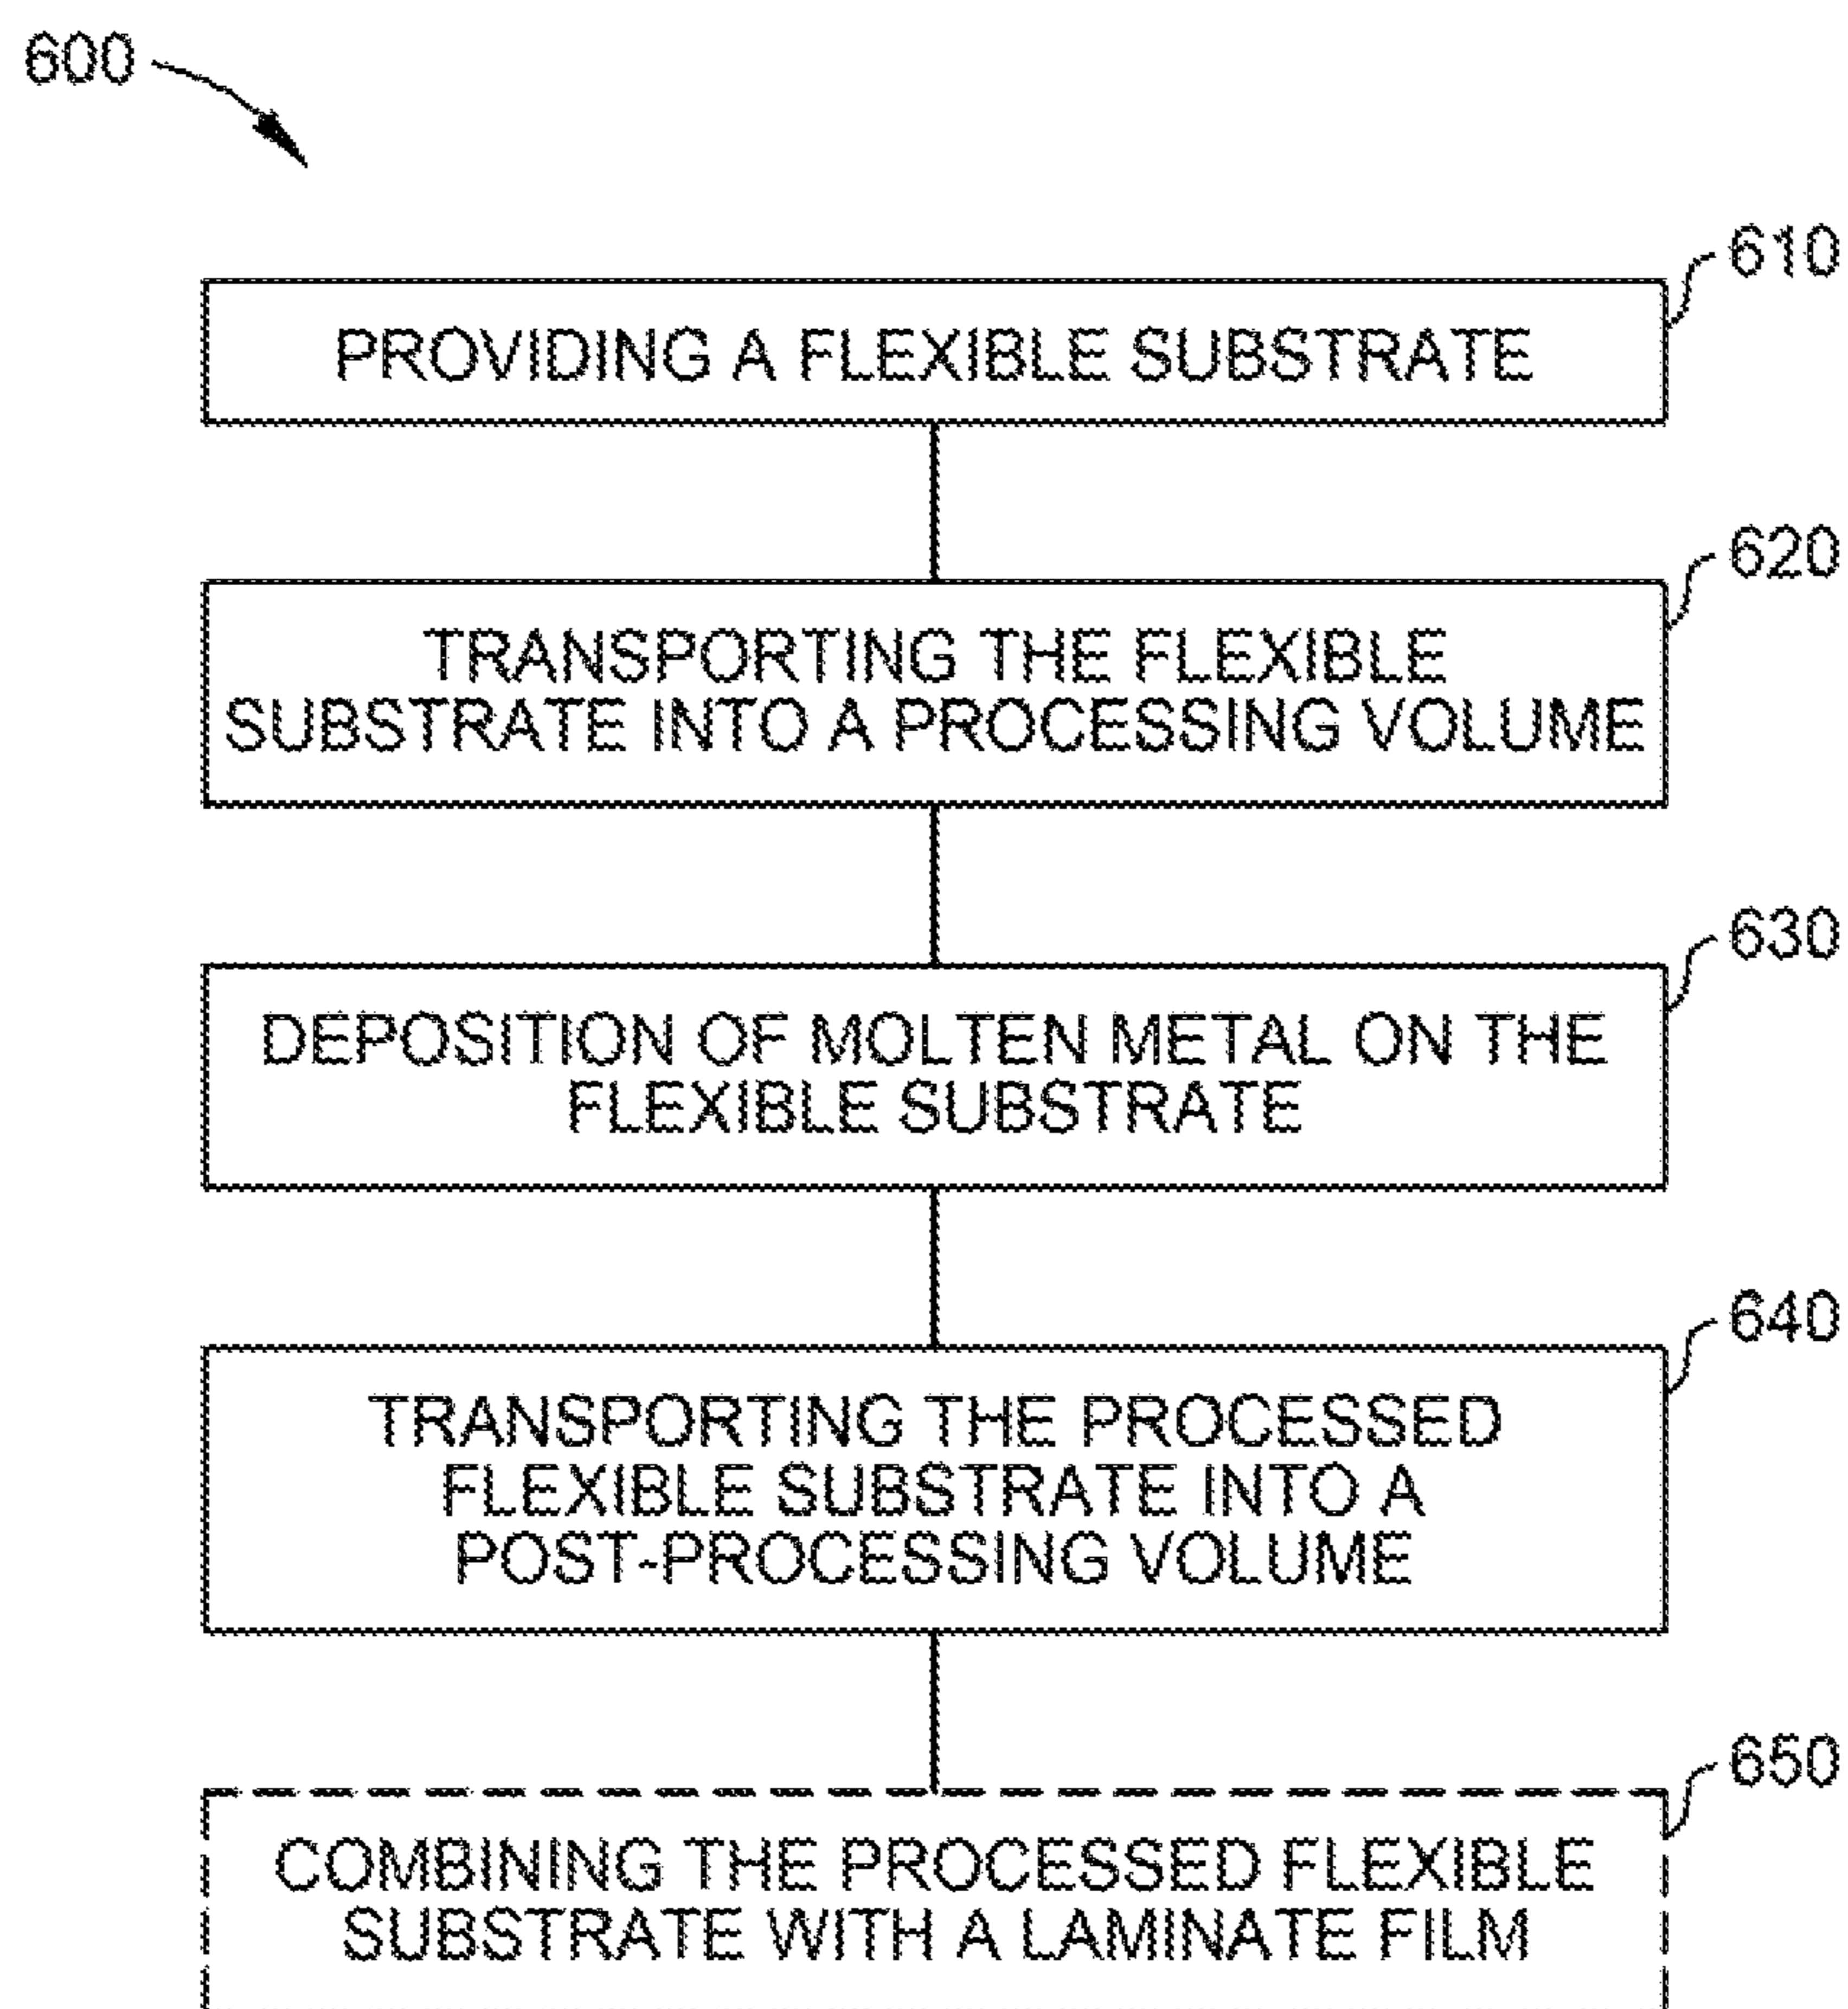 600
610
PROVIDING A FLEXIBLE SUBSTRATE
620
TRANSPORTING THE FLEXIBLE
SUBSTRATE INTO A PROCESSING VOLUME
630
DEPOSITION OF MOLTEN METAL ON THE
FLEXIBLE SUBSTRATE
640
TRANSPORTING THE PROCESSED
FLEXIBLE SUBSTRATE INTO A
POST-PROCESSING VOLUME
650
COMBINING THE PROCESSED FLEXIBLE
SUBSTRATE WITH A LAMINATE FILM